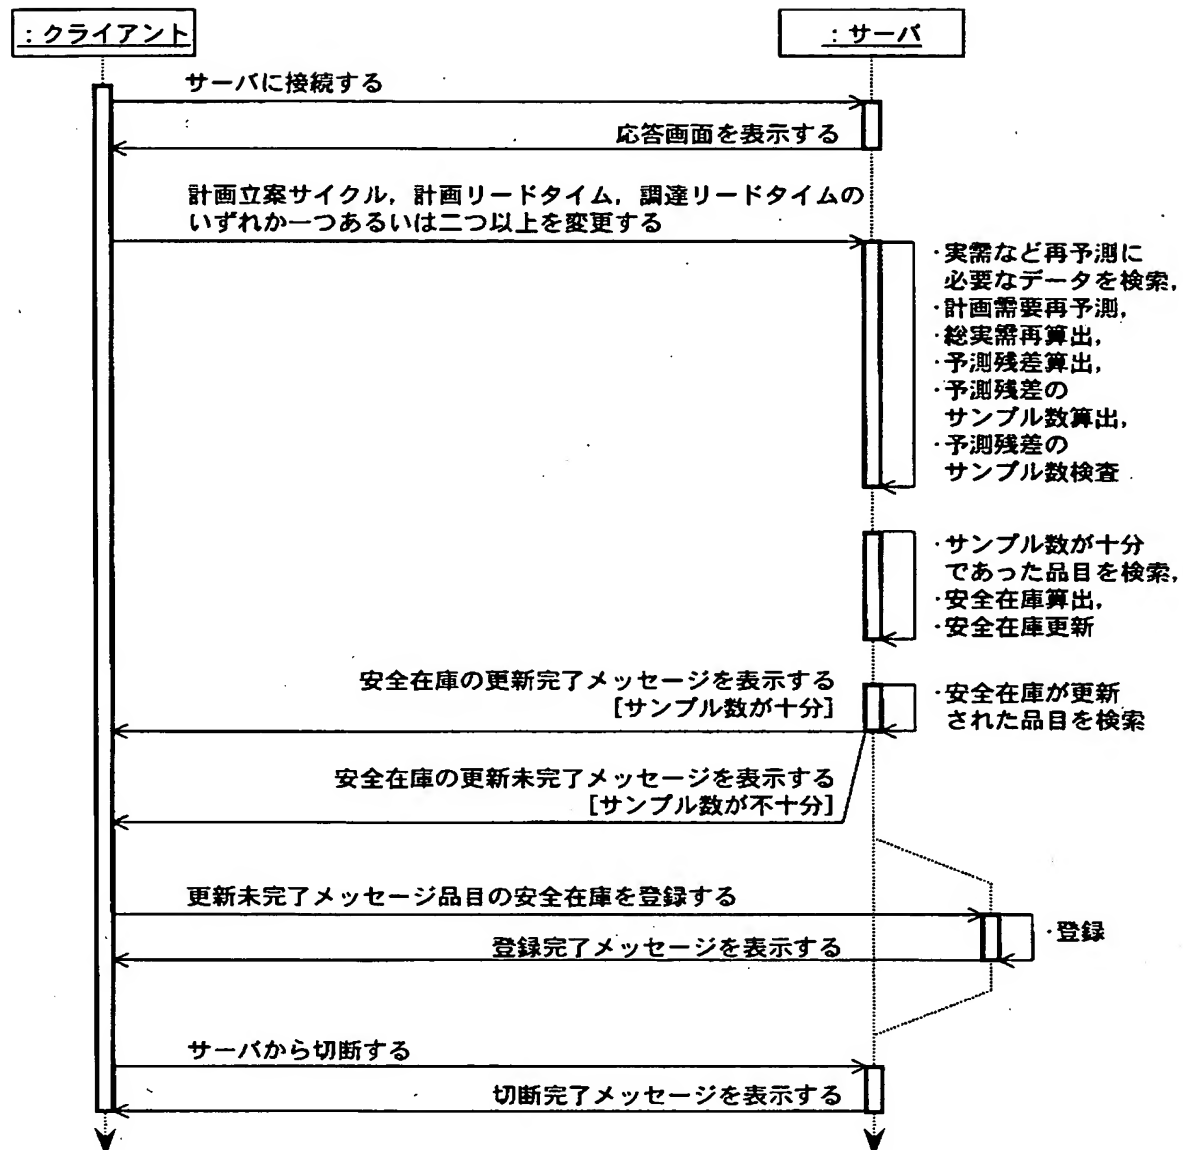 ：クライアント
：サーバ
サーバに接続する
応答画面を表示する
計画立案サイクル，計画リードタイム，調達リードタイムの
いずれか一つあるいは二つ以上を変更する
・実需など再予測に
必要なデータを検索，
・計画需要再予測，
・総実需再算出，
・予測残差算出，
・予測残差の
サンプル数算出，
・予測残差の
サンプル数検査
・サンプル数が十分
であった品目を検索，
・安全在庫算出，
・安全在庫更新
安全在庫の更新完了メッセージを表示する
［サンプル数が十分］
・安全在庫が更新
された品目を検索
安全在庫の更新未完了メッセージを表示する
［サンプル数が不十分］
更新未完了メッセージ品目の安全在庫を登録する
・登録
登録完了メッセージを表示する
サーバから切断する
切断完了メッセージを表示する